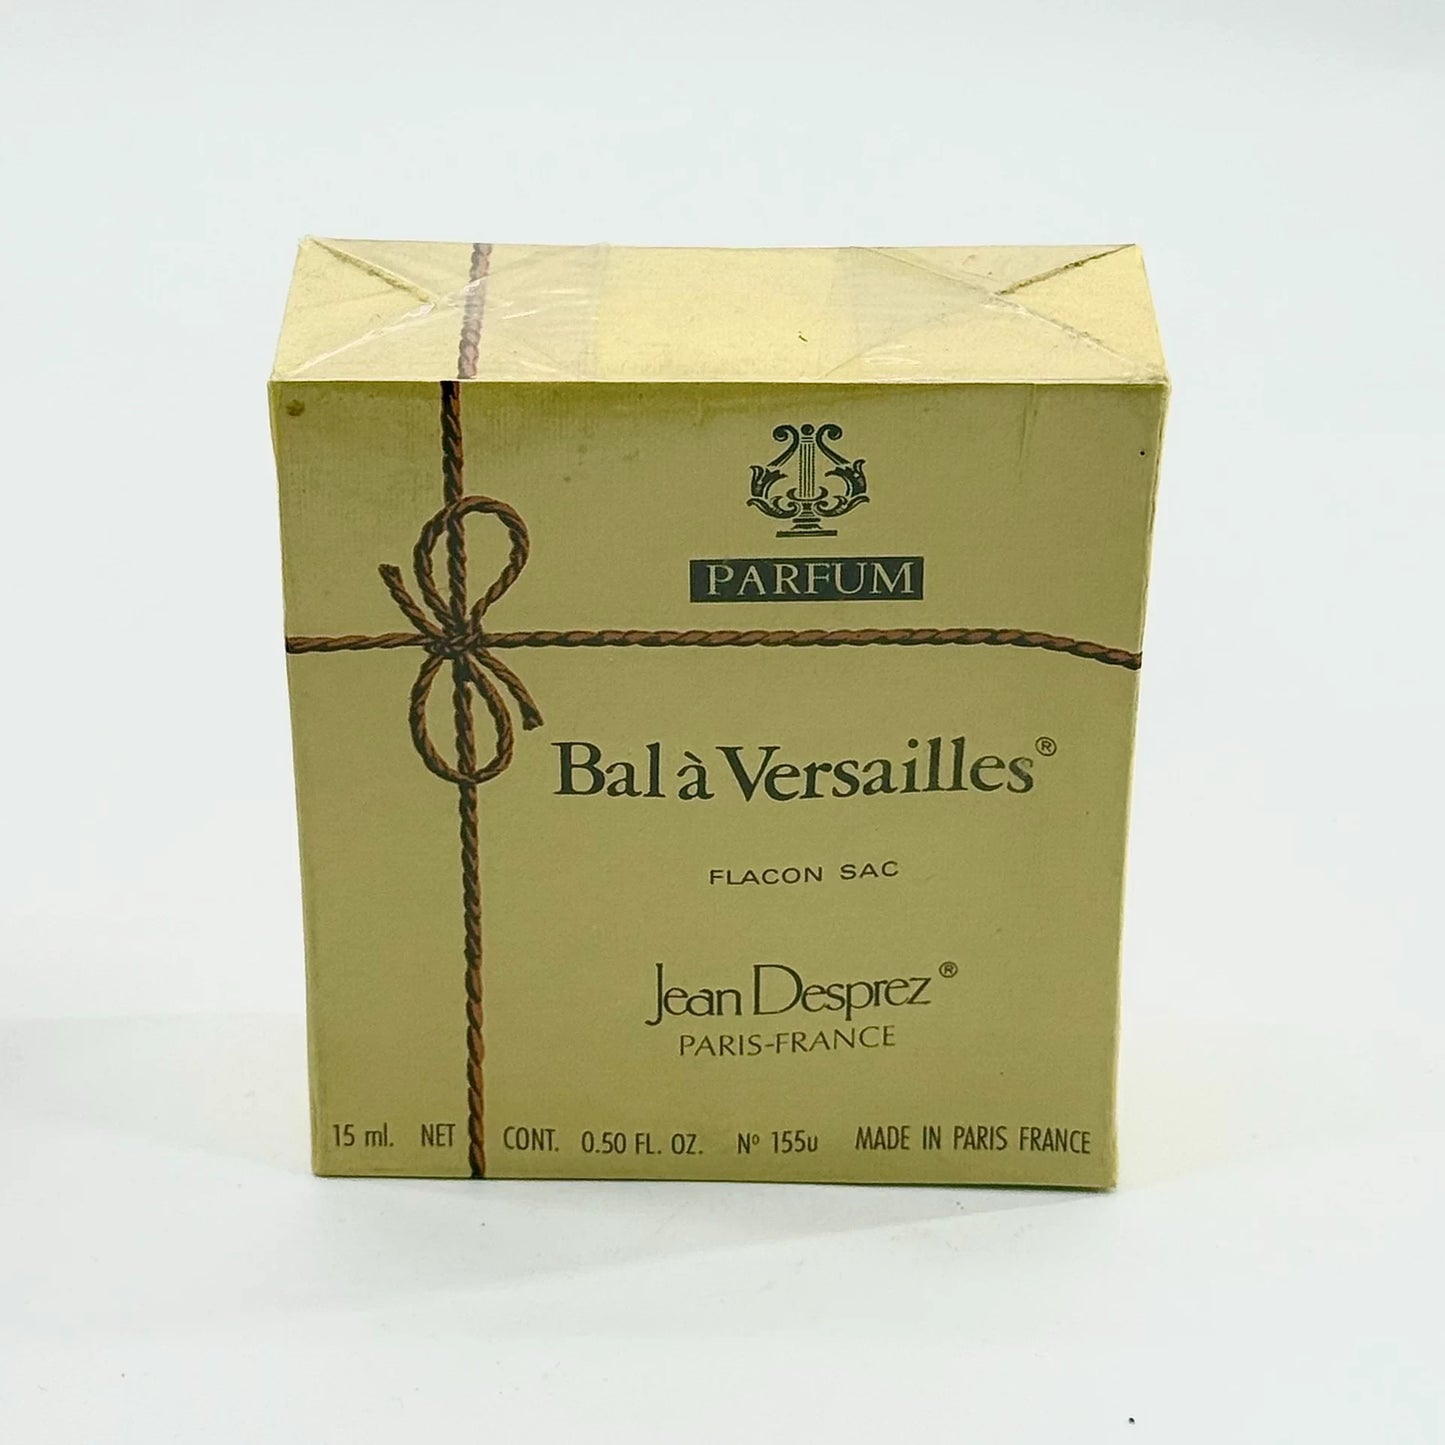 PARFUM
Bal à Versailles®
FLACON SAC
Jean Desprez®
PARIS-FRANCE
15 ml. NET CONT. 0.50 FL. OZ. Nº 155u MADE IN PARIS FRANCE